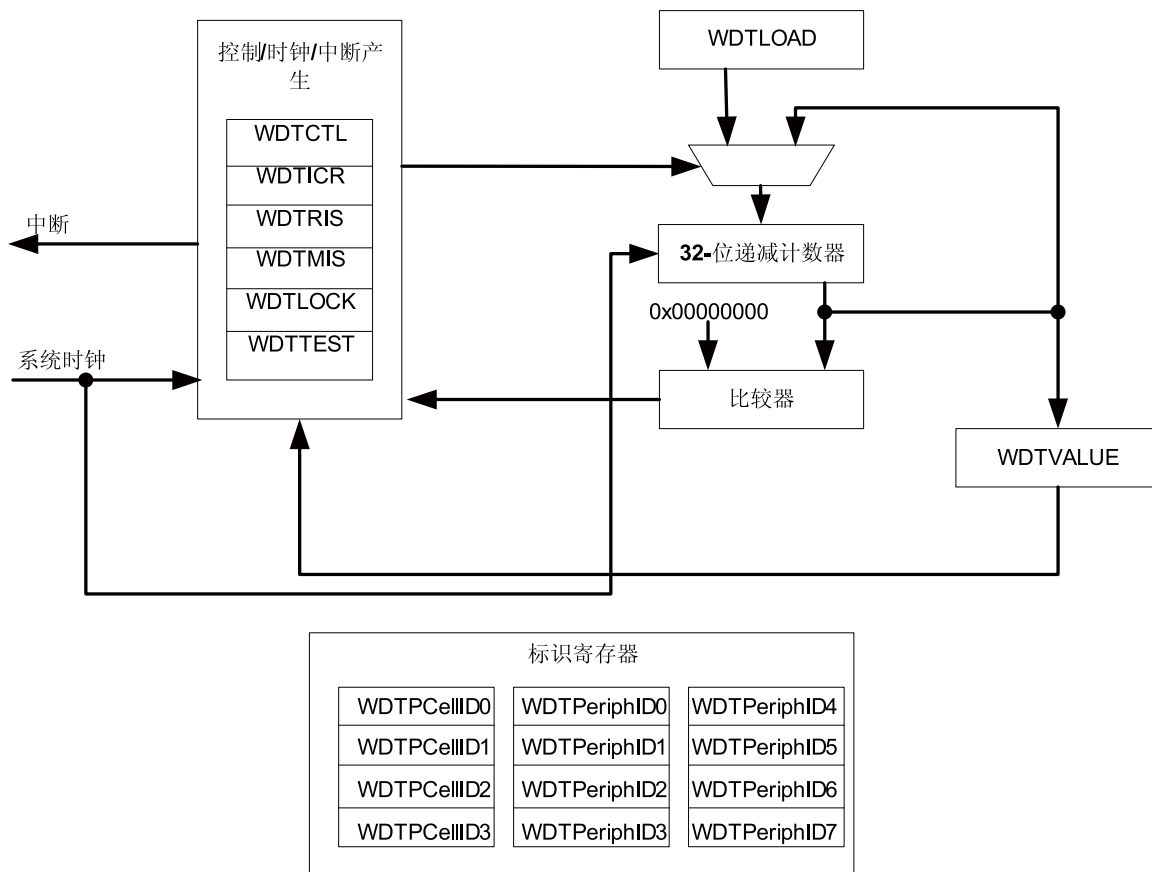 控制/时钟/中断产
生
WDTCTL
WDTICR
WDTRIS
WDTMIS
WDTLOCK
WDTTEST
中断
系统时钟
WDTLOAD
32-位递减计数器
0x00000000
比较器
WDTVALUE
标识寄存器
WDTPCellID0 WDTPeriphID0 WDTPeriphID4
WDTPCellID1 WDTPeriphID1 WDTPeriphID5
WDTPCellID2 WDTPeriphID2 WDTPeriphID6
WDTPCellID3 WDTPeriphID3 WDTPeriphID7